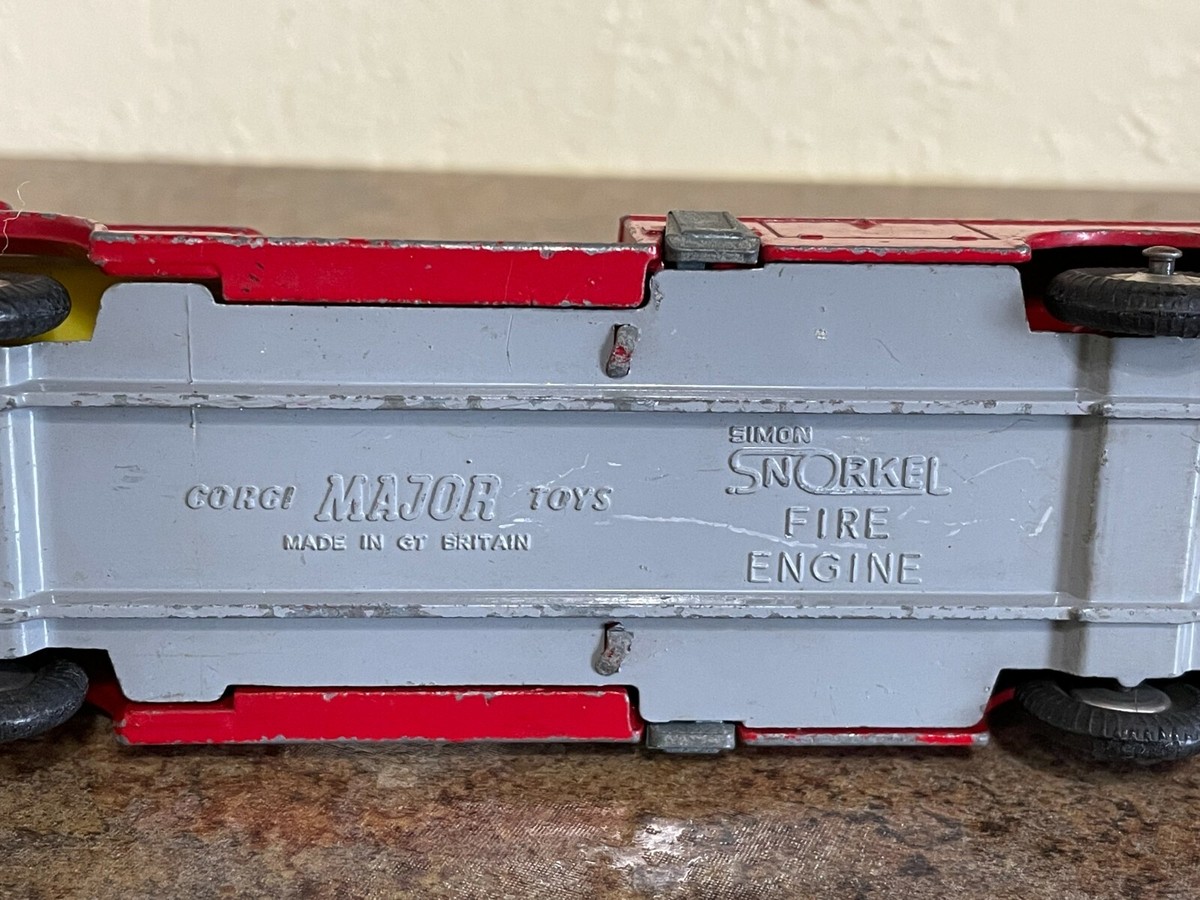 CORGI MAJOR TOYS
MADE IN GT BRITAIN
SIMON
SNORKEL
FIRE
ENGINE